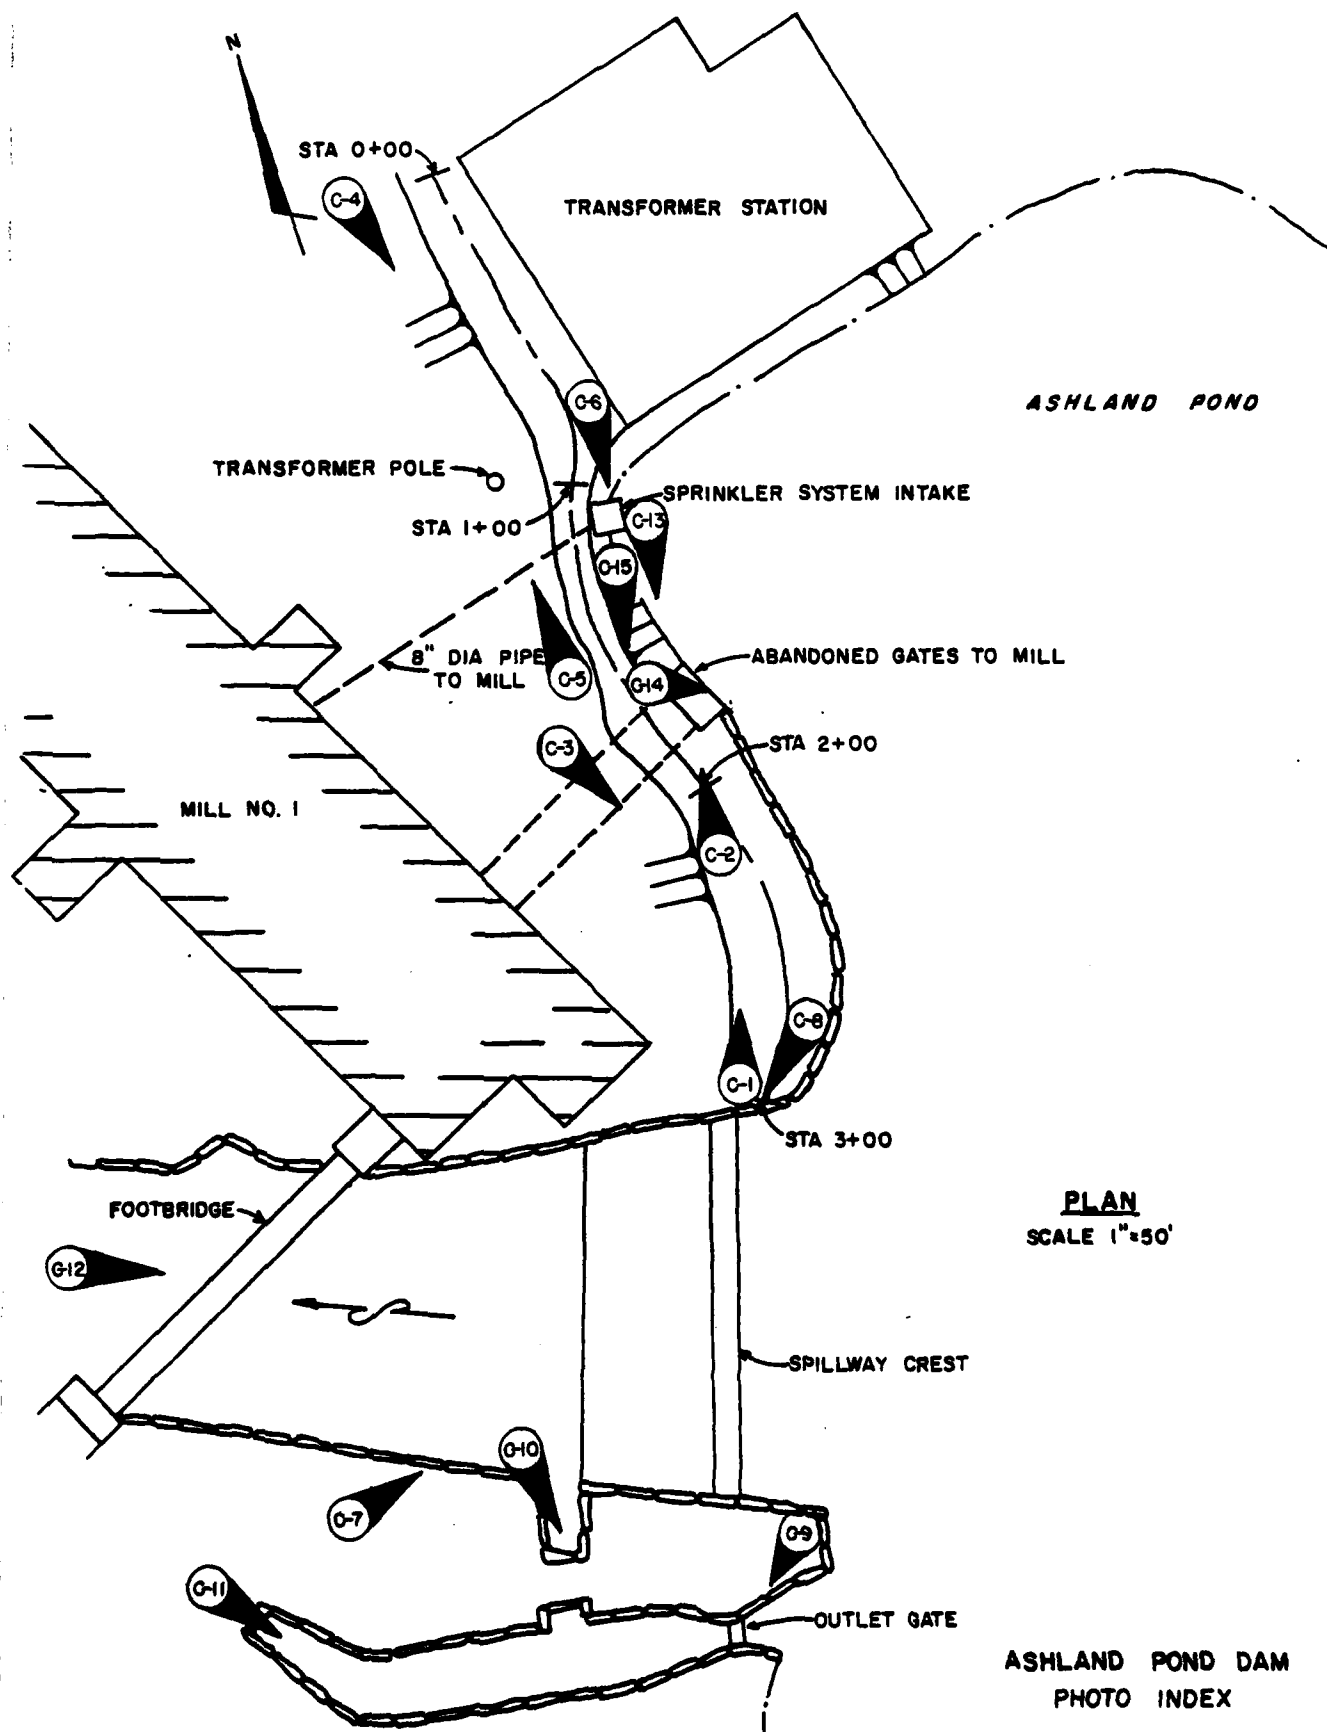 N
STA 0+00
C-4
TRANSFORMER STATION
C-6
ASHLAND POND
TRANSFORMER POLE
SPRINKLER SYSTEM INTAKE
STA 1+00
C-13
C-15
8" DIA PIPE
TO MILL
C-5
C-14
ABANDONED GATES TO MILL
C-3
STA 2+00
MILL NO. 1
C-2
C-8
C-1
STA 3+00
FOOTBRIDGE
PLAN
SCALE 1"=50'
C-12
SPILLWAY CREST
C-10
C-7
C-9
C-11
OUTLET GATE
ASHLAND POND DAM
PHOTO INDEX